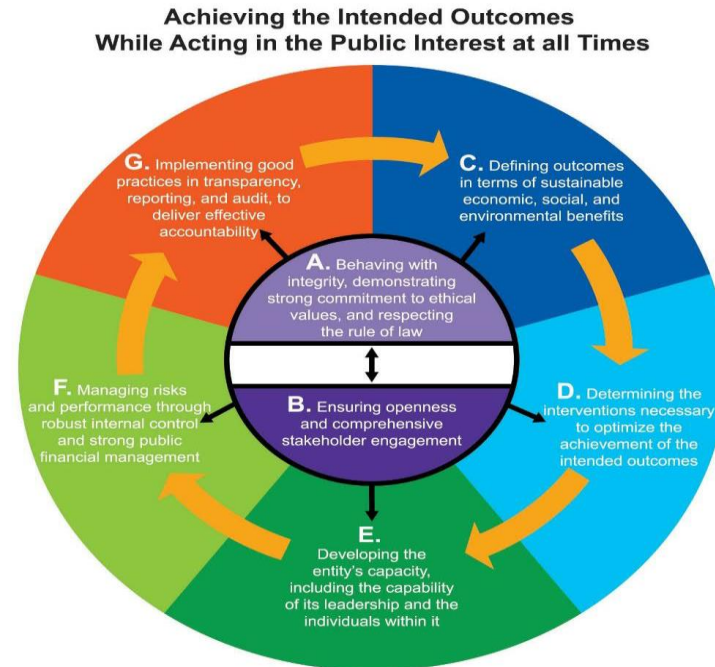 Achieving the Intended Outcomes
While Acting in the Public Interest at all Times
G. Implementing good
practices in transparency,
reporting, and audit, to
deliver effective
accountability
C. Defining outcomes
in terms of sustainable
economic, social, and
environmental benefits
A. Behaving with
integrity, demonstrating
strong commitment to ethical
values, and respecting
the rule of law
B. Ensuring openness
and comprehensive
stakeholder engagement
F. Managing risks
and performance through
robust internal control
and strong public
financial management
D. Determining the
interventions necessary
to optimize the
achievement of the
intended outcomes
E.
Developing the
entity's capacity,
including the capability
of its leadership and the
individuals within it